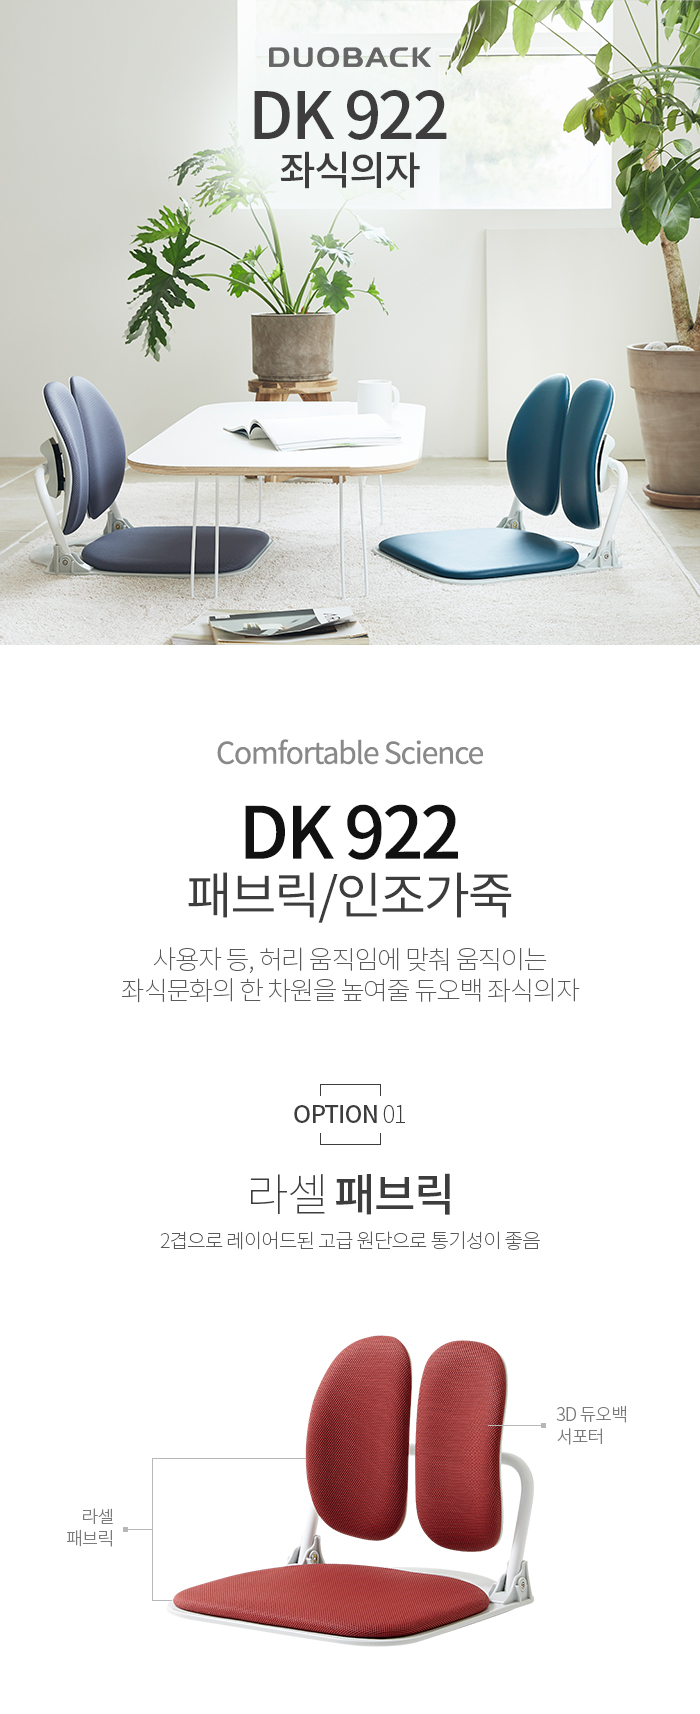 DUOBACK
DK 922
좌식의자
Comfortable Science
DK 922
패브릭/인조가죽
사용자 등, 허리 움직임에 맞춰 움직이는
좌식문화의 한 차원을 높여줄 듀오백 좌식의자
OPTION 01
라셀 패브릭
2겹으로 레이어드된 고급 원단으로 통기성이 좋음
3D 듀오백
서포터
라셀
패브릭